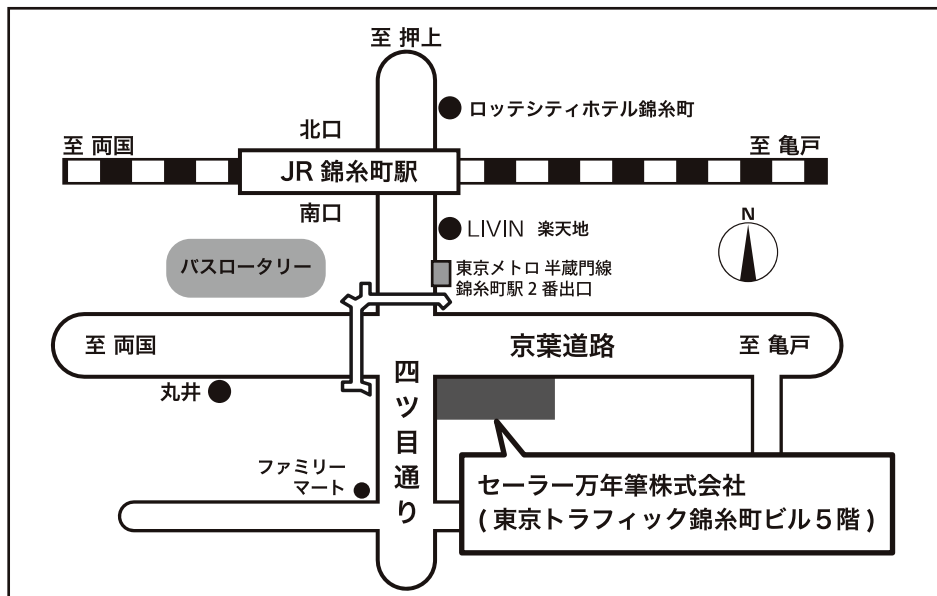 至 押上
ロッテシティホテル錦糸町
北口
至 両国
至 亀戸
JR 錦糸町駅
南口
LIVIN 楽天地
N
バスロータリー
東京メトロ 半蔵門線
錦糸町駅 2 番出口
至 両国
京葉道路
至 亀戸
丸井
四ツ目通り
ファミリー
マート
セーラー万年筆株式会社
( 東京トラフィック錦糸町ビル 5 階 )